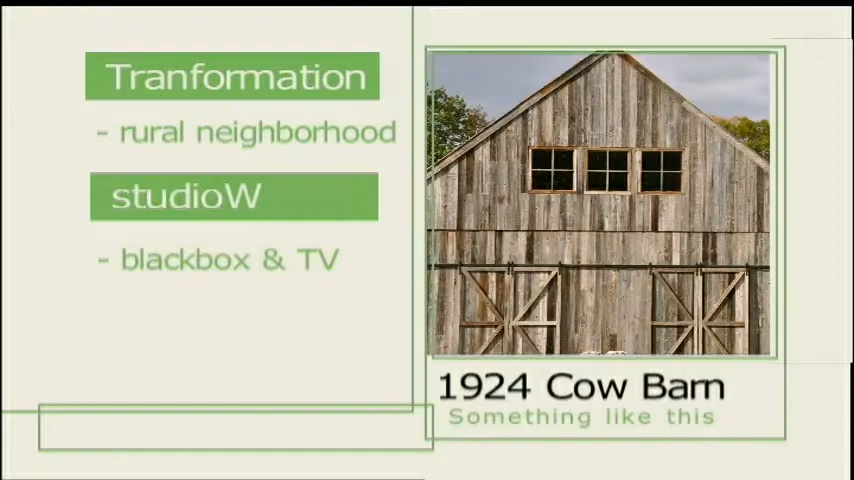 Tranformation
- rural neighborhood
studioW
- blackbox & TV
1924 Cow Barn
Something like this